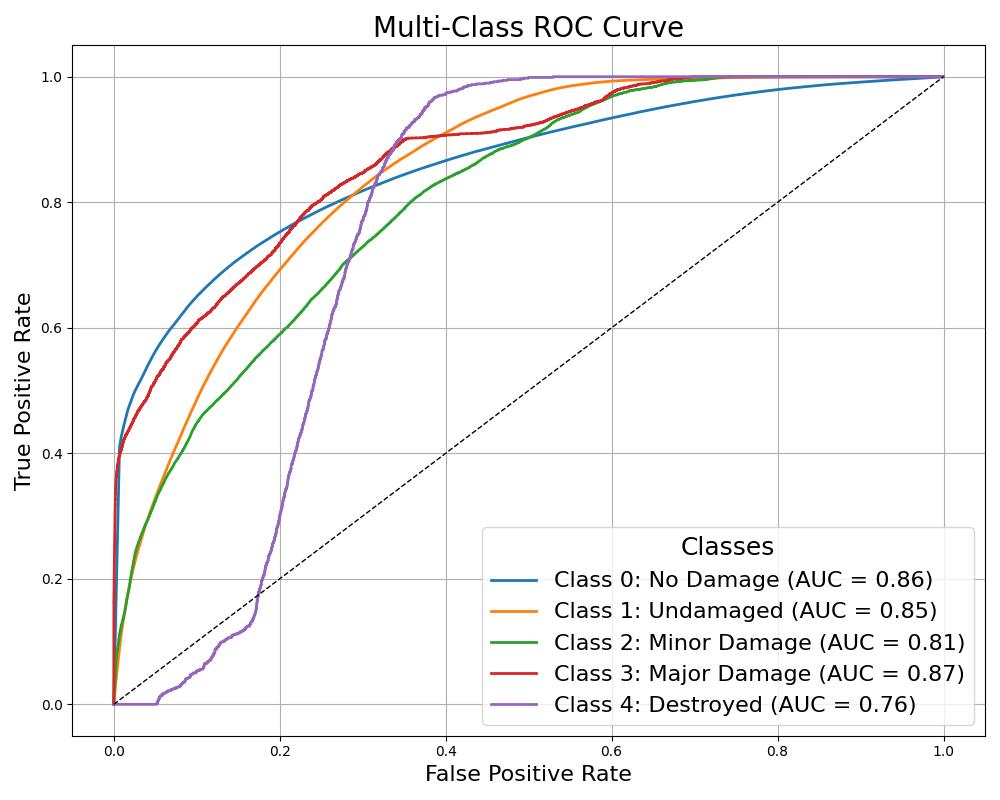 Multi-Class ROC Curve
True Positive Rate
1.0
0.8
0.6
0.4
0.2
0.0
Classes
Class 0: No Damage (AUC = 0.86)
Class 1: Undamaged (AUC = 0.85)
Class 2: Minor Damage (AUC = 0.81)
Class 3: Major Damage (AUC = 0.87)
Class 4: Destroyed (AUC = 0.76)
0.0 0.2 0.4 0.6 0.8 1.0
False Positive Rate